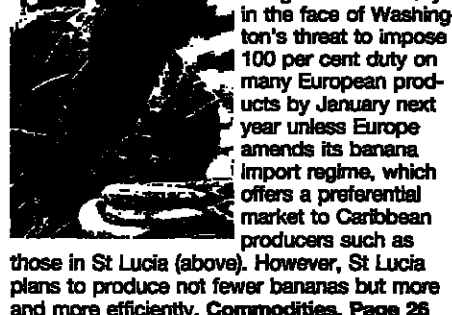 in the face of Washing-
ton's threat to impose
100 per cent duty on
many European prod-
ucts by January next
year unless Europe
amends its banana
import regime, which
offers a preferential
market to Caribbean
producers such as
those in St Lucia (above). However, St Lucia
plans to produce not fewer bananas but more
and more efficiently. Commodities, Page 26